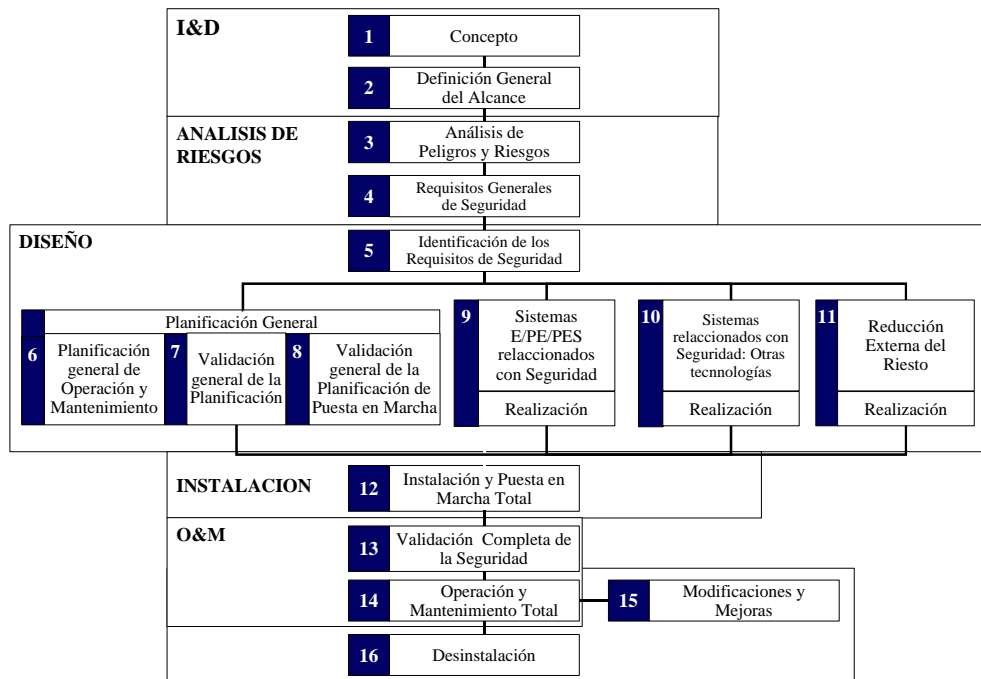 I&D
1
Concepto
2
Definición General
del Alcance
ANALISIS DE
RIESGOS
3
Análisis de
Peligros y Riesgos
4
Requisitos Generales
de Seguridad
DISEÑO
5
Identificación de los
Requisitos de Seguridad
Planificación General
6
Planificación
general de
Operación y
Mantenimiento
7
Validación
general de la
Planificación
8
Validación
general de la
Planificación de
Puesta en Marcha
9
Sistemas
E/PE/PES
relaccionados
con Seguridad
Realización
10
Sistemas
relaccionados con
Seguridad: Otras
tecnnologías
Realización
11
Reducción
Externa del
Riesto
Realización
INSTALACION
12
Instalación y Puesta en
Marcha Total
O&M
13
Validación Completa de
la Seguridad
14
Operación y
Mantenimiento Total
15
Modificaciones y
Mejoras
16
Desinstalación